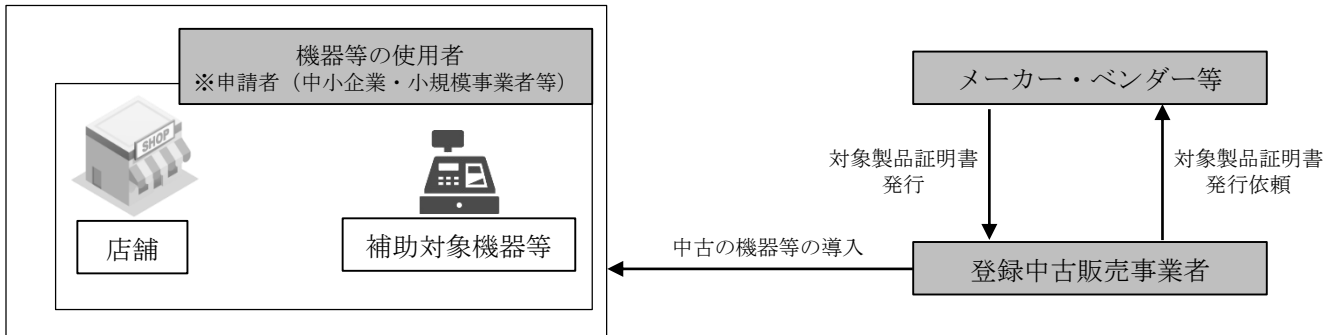 機器等の使用者
※申請者（中小企業・小規模事業者等）
SHOP
店舗
補助対象機器等
中古の機器等の導入
メーカー・ベンダー等
対象製品証明書
発行
対象製品証明書
発行依頼
登録中古販売事業者